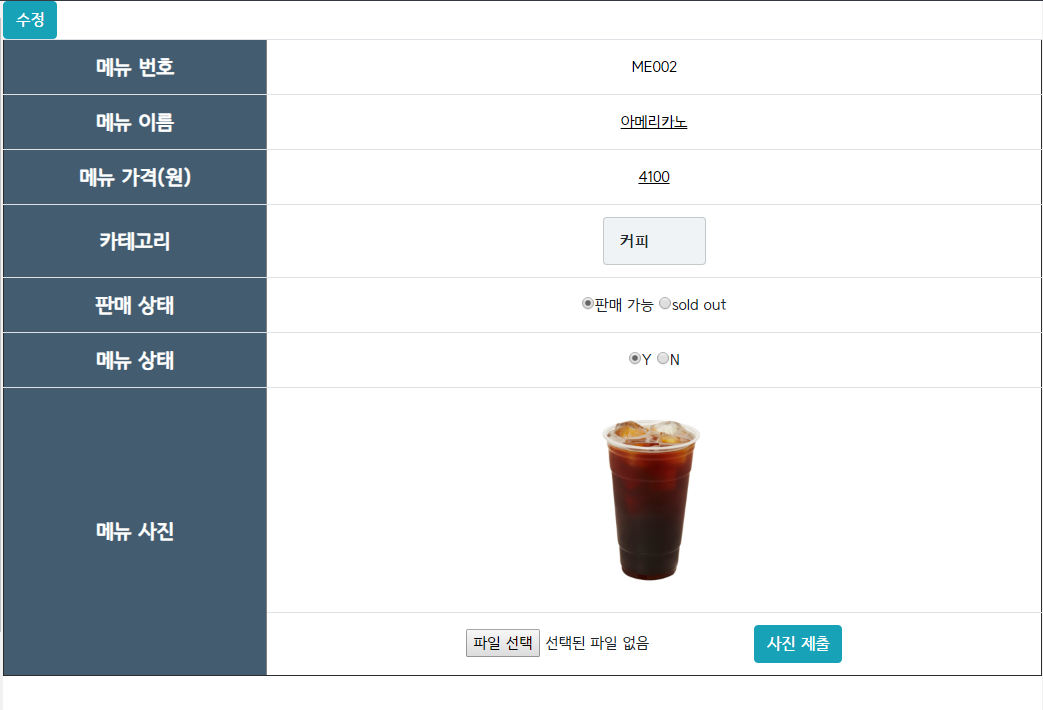 수정
메뉴 번호 ME002
메뉴 이름 아메리카노
메뉴 가격(원) 4100
카테고리 커피
판매 상태 판매 가능 sold out
메뉴 상태 Y N
메뉴 사진
파일 선택 선택된 파일 없음 사진 제출